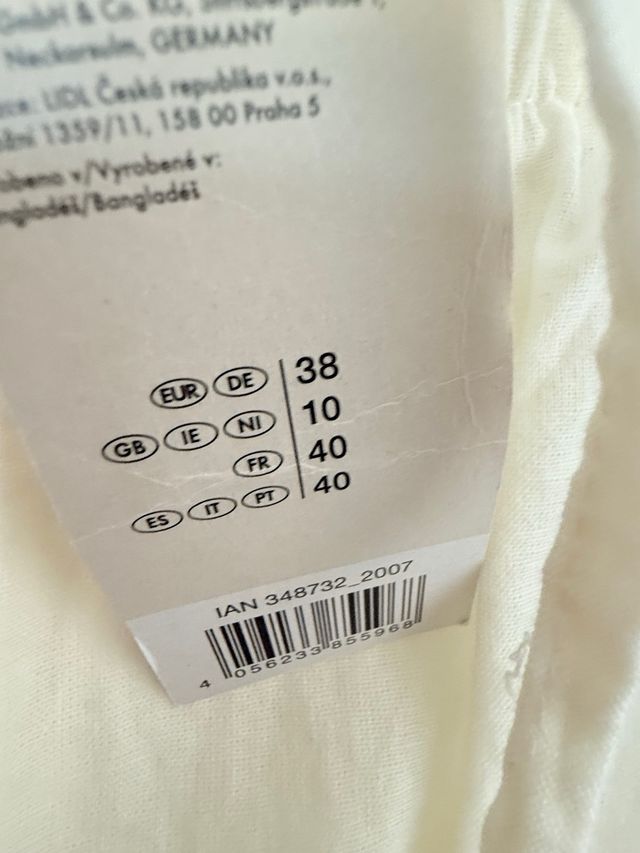 GmbH & Co. KG,
Neckarsulm, GERMANY
LIDL Česká republika v.o.s.,
1359/11, 158 00 Praha 5
v/Vyrobené v:
/Bangladéš
EUR DE 38
GB IE NI 10
FR 40
ES IT PT 40
IAN 348732_2007
4 056233 855968